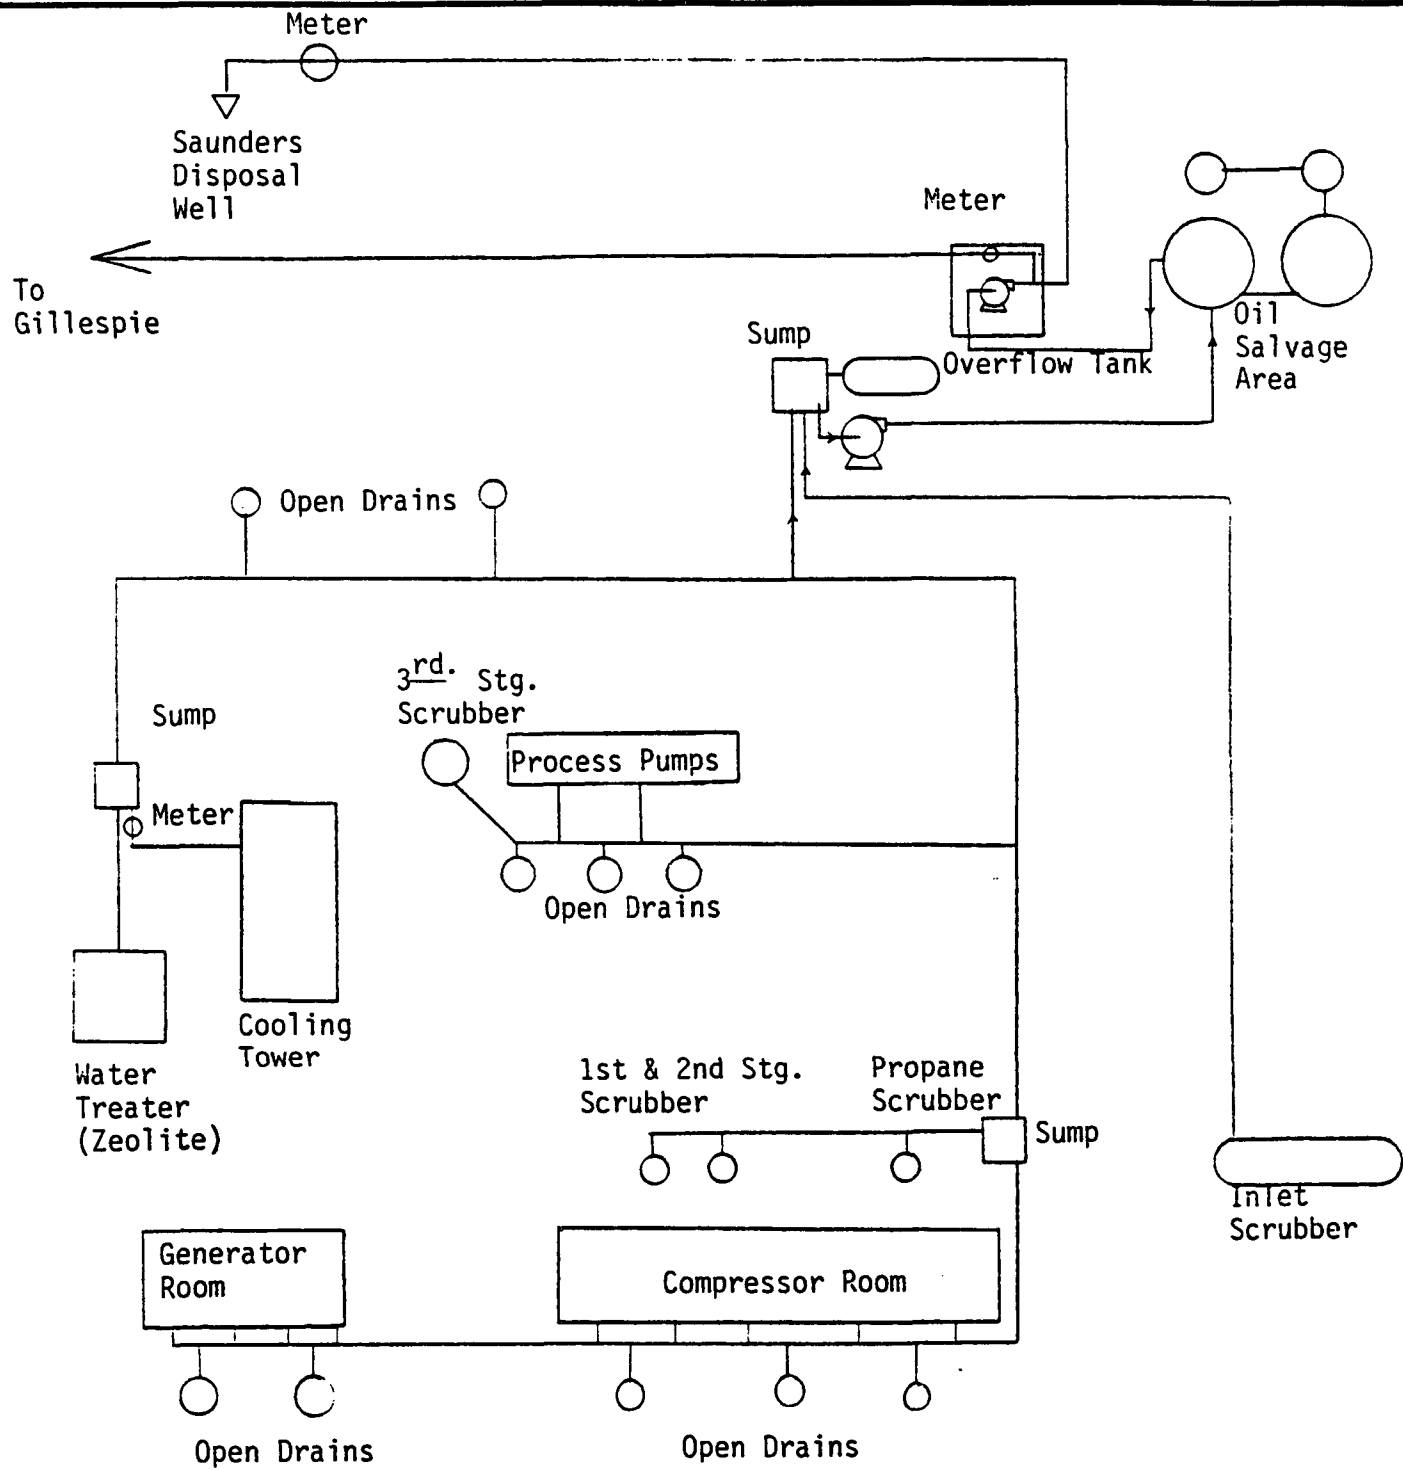 Meter
Saunders
Disposal
Well
Meter
To
Gillespie
Sump
Overflow Tank
Oil
Salvage
Area
Open Drains
3rd. Stg.
Scrubber
Sump
Process Pumps
Meter
Open Drains
Cooling
Tower
Water
Treater
(Zeolite)
1st & 2nd Stg.
Scrubber
Propane
Scrubber
Sump
Inlet
Scrubber
Generator
Room
Compressor Room
Open Drains
Open Drains